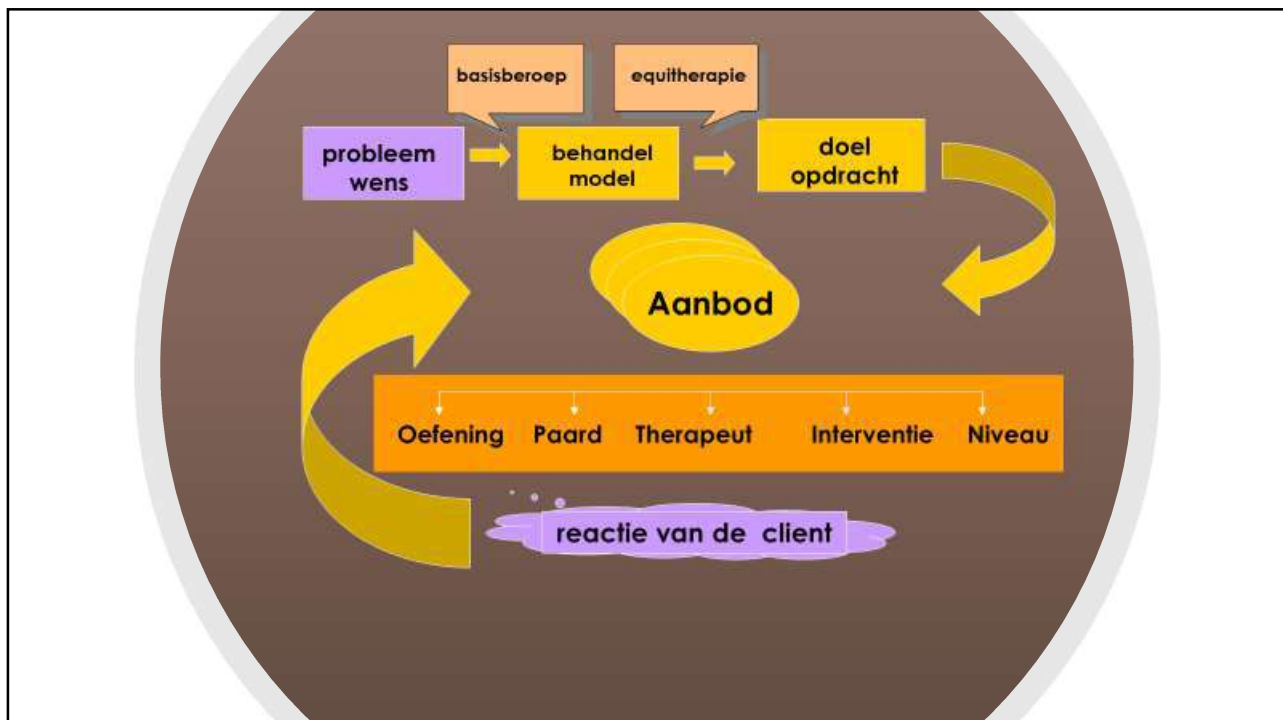 basisberoep
equitherapie
probleem
wens
behandel
model
doel
opdracht
Aanbod
Oefening Paard Therapeut Interventie Niveau
reactie van de client